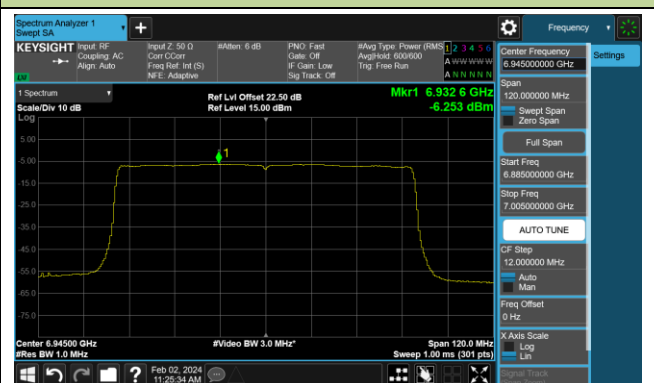 Spectrum Analyzer 1
Swept SA
Frequency
KEYSIGHT
Input: RF
Coupling: AC
Align: Auto
Input Z: 50 Ω
Corr CCorr
Freq Ref: Int (S)
NFE: Adaptive
#Atten: 6 dB
PNO: Fast
Gate: Off
IF Gain: Low
Sig Track: Off
#Avg Type: Power (RMS
Avg|Hold: 600/600
Trig: Free Run
1 2 3 4 5 6
A W W W W W
A N N N N N
1 Spectrum
Scale/Div 10 dB
Ref Lvl Offset 22.50 dB
Ref Level 15.00 dBm
Mkr1 6.932 6 GHz
-6.253 dBm
Log
1
5.00
-5.00
-15.0
-25.0
-35.0
-45.0
-55.0
-65.0
-75.0
Center 6.94500 GHz
#Res BW 1.0 MHz
#Video BW 3.0 MHz*
Span 120.0 MHz
Sweep 1.00 ms (301 pts)
Feb 02, 2024
11:25:34 AM
Center Frequency
6.945000000 GHz
Span
120.000000 MHz
Swept Span
Zero Span
Full Span
Start Freq
6.885000000 GHz
Stop Freq
7.005000000 GHz
AUTO TUNE
CF Step
12.000000 MHz
Auto
Man
Freq Offset
0 Hz
X Axis Scale
Log
Lin
Signal Track
Settings